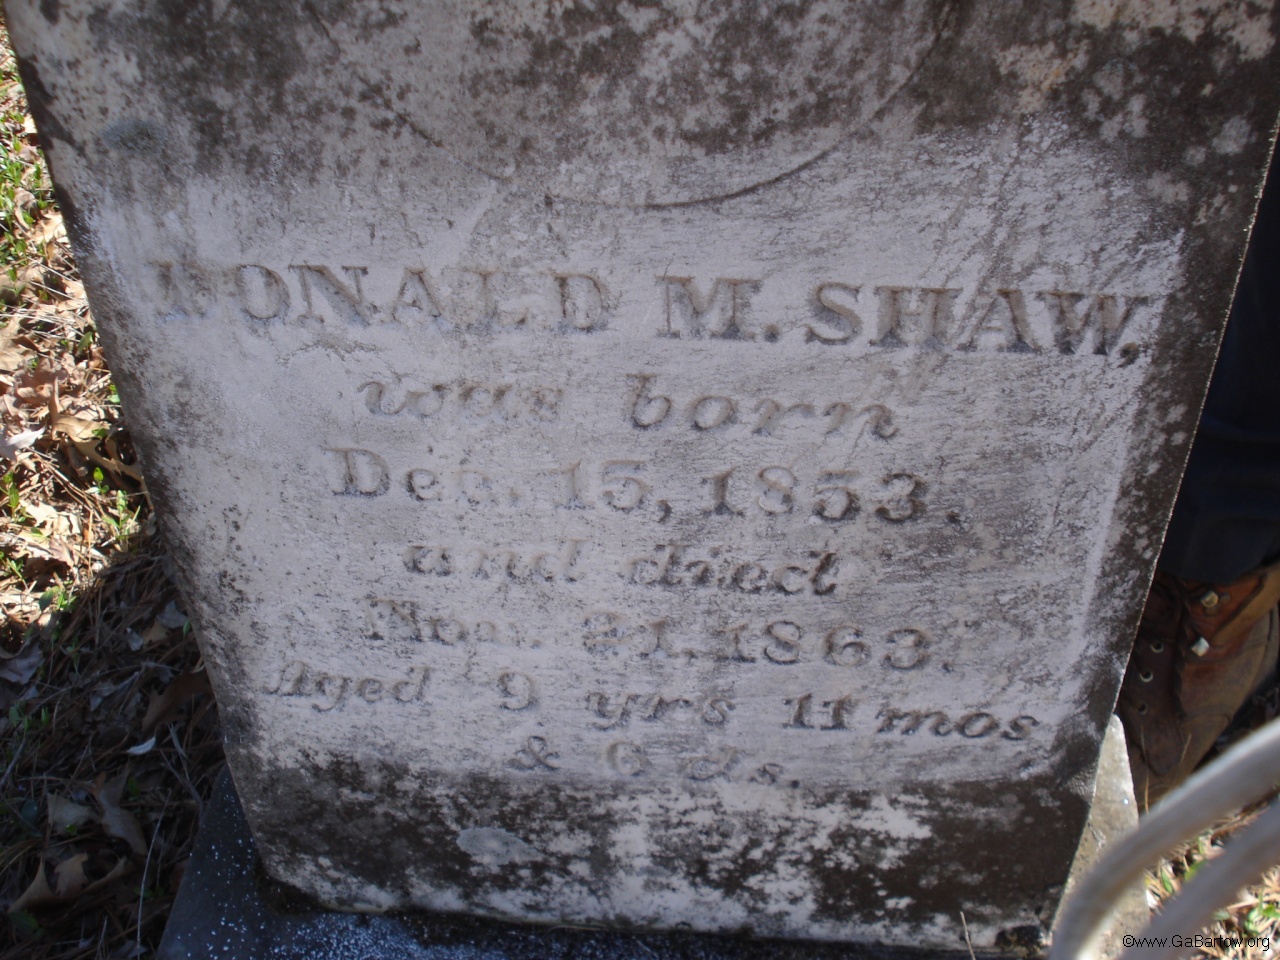 DONALD M. SHAW,
was born
Dec. 15, 1853.
and died
Nov. 21, 1863.
Aged 9 yrs 11 mos
& 6 ds.
©www.GaBartow.org